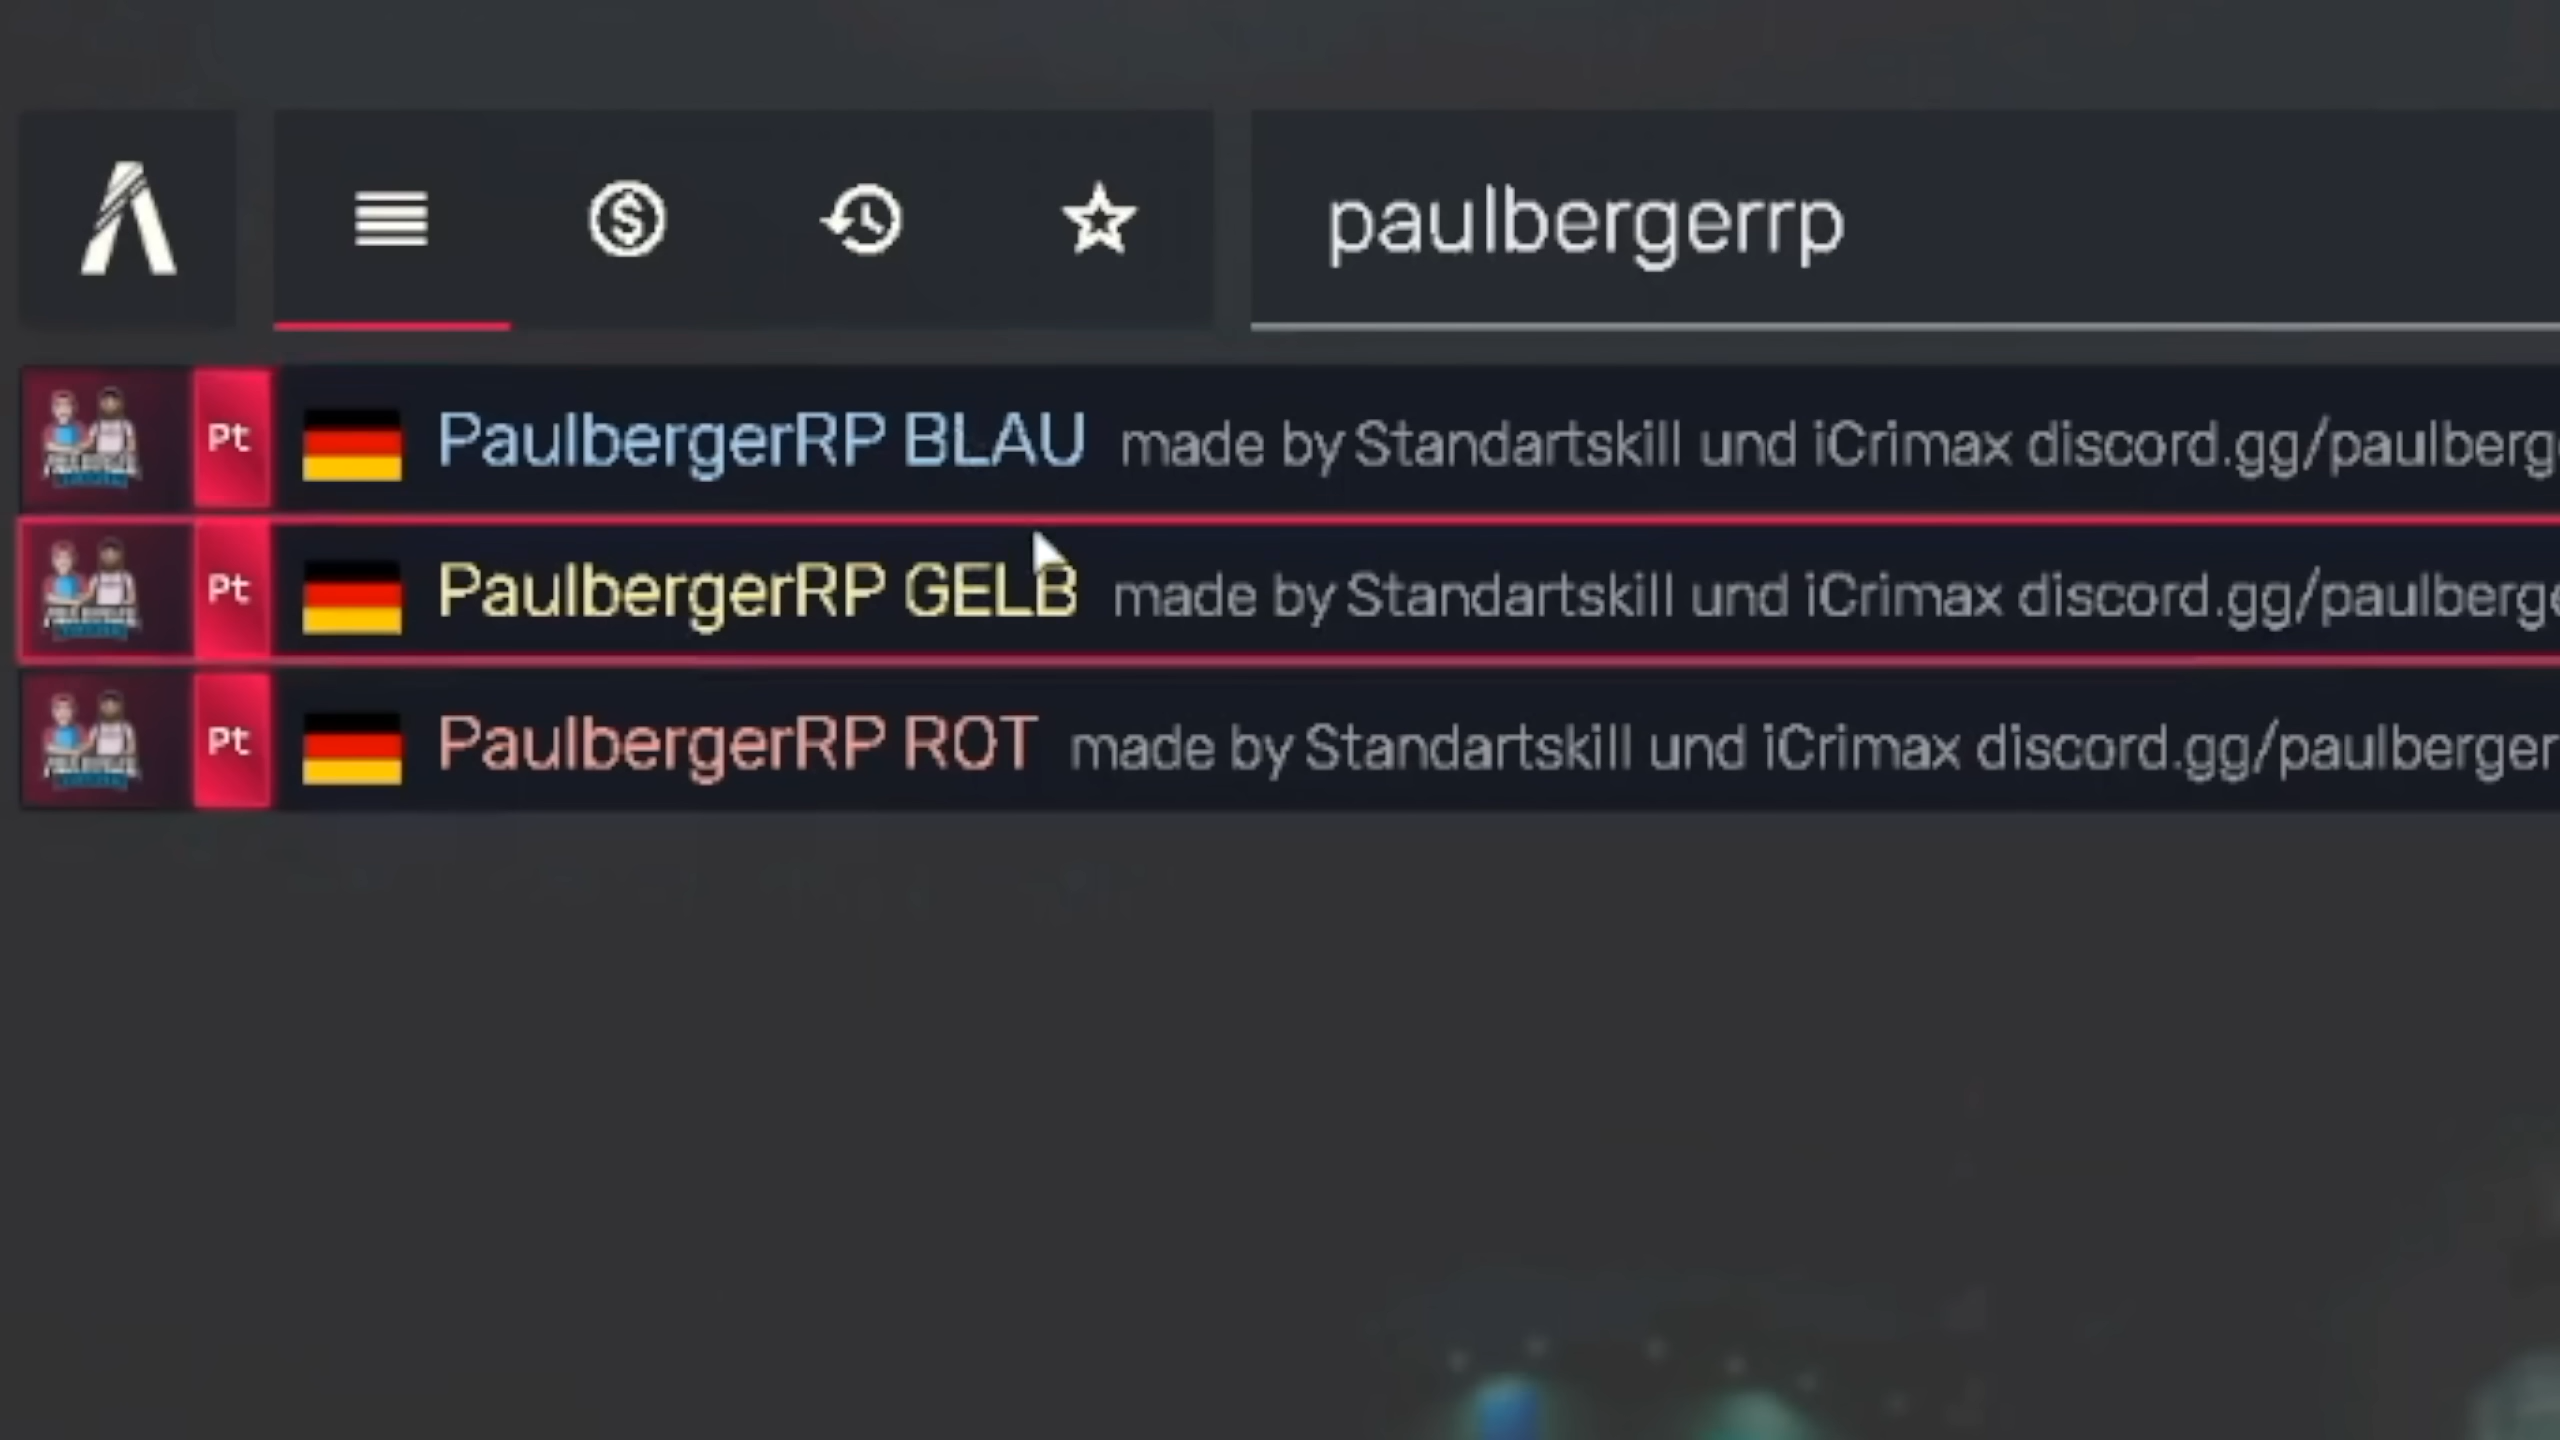 paulbergerrp
Pt PaulbergerRP BLAU made by Standartskill und iCrimax discord.gg/paulberg
Pt PaulbergerRP GELB made by Standartskill und iCrimax discord.gg/paulberge
Pt PaulbergerRP ROT made by Standartskill und iCrimax discord.gg/paulberger